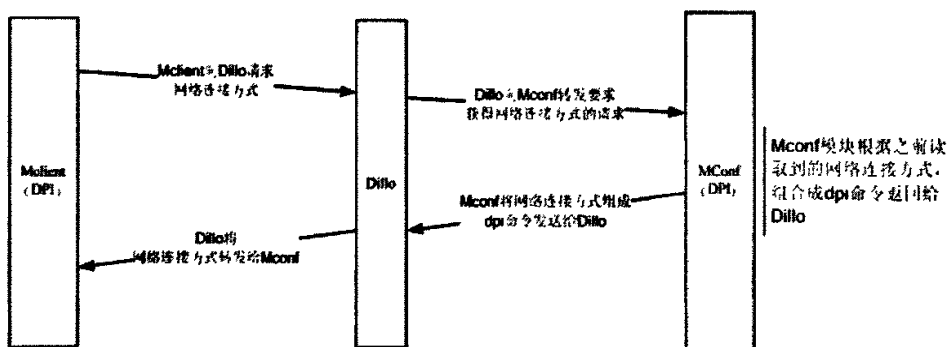 Mclient向Dillo请求
网络连接方式
Dillo向Mconf转发要求
获得网络连接方式的请求
Mclient
(DPI)
Dillo
MConf
(DPI)
Mconf模块根据之前读
取到的网络连接方式，
组合成dpi命令返回给
Dillo
Mconf将网络连接方式组成
dpi命令发送给Dillo
Dillo将
网络连接方式转发给Mconf